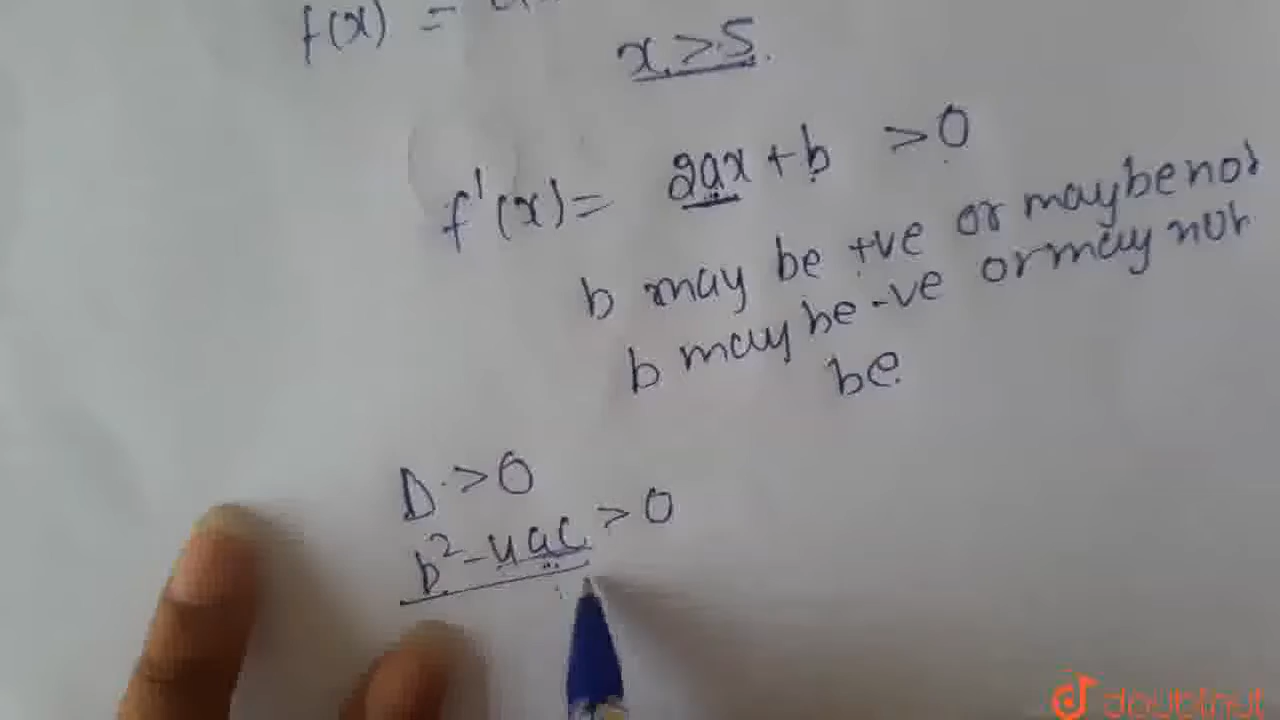 f(x) =
x > 5.
f'(x) = 2ax + b > 0
b may be +ve or may be not
b may be -ve or may not
be.
D > 0
b² - 4ac > 0
doubtnut